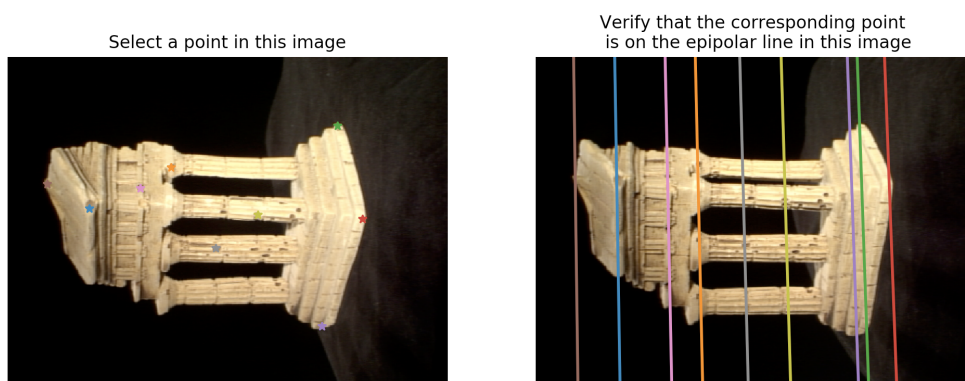 Select a point in this image
Verify that the corresponding point
is on the epipolar line in this image